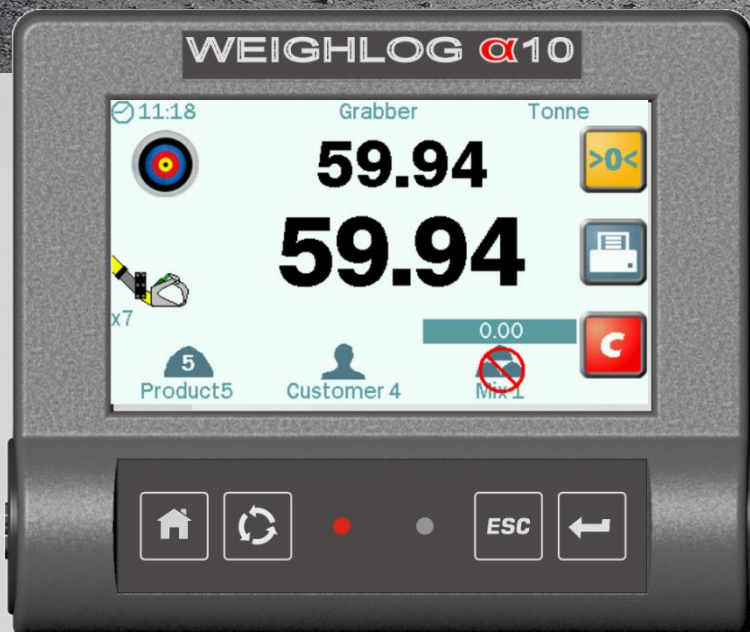 WEIGHLOG α10
11:18 Grabber Tonne
59.94
>0<
59.94
x7
0.00
C
5
Product5 Customer 4 Mix 1
ESC